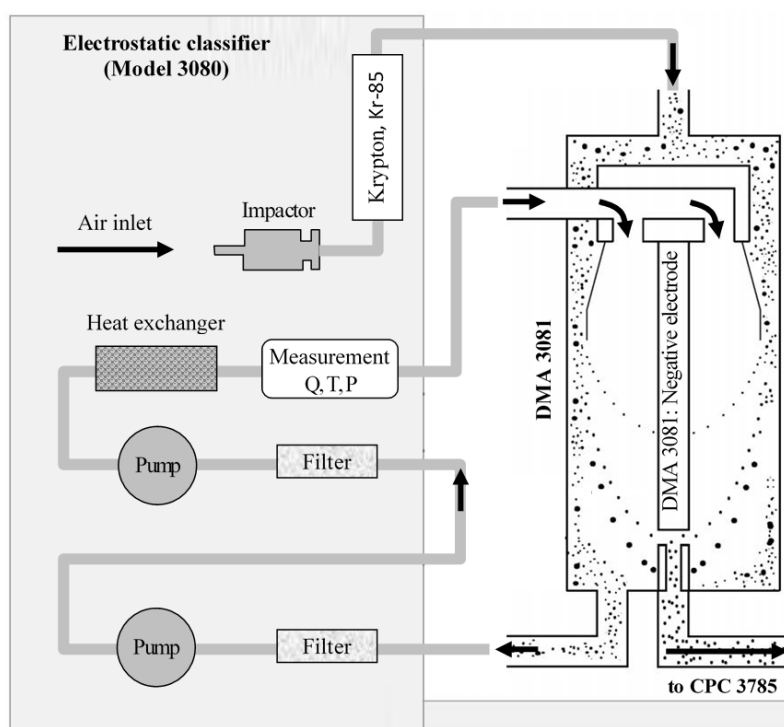 Electrostatic classifier
(Model 3080)
Krypton, Kr-85
Air inlet
Impactor
Heat exchanger
Measurement
Q,T,P
Pump
Filter
Pump
Filter
DMA 3081
DMA 3081: Negative electrode
to CPC 3785